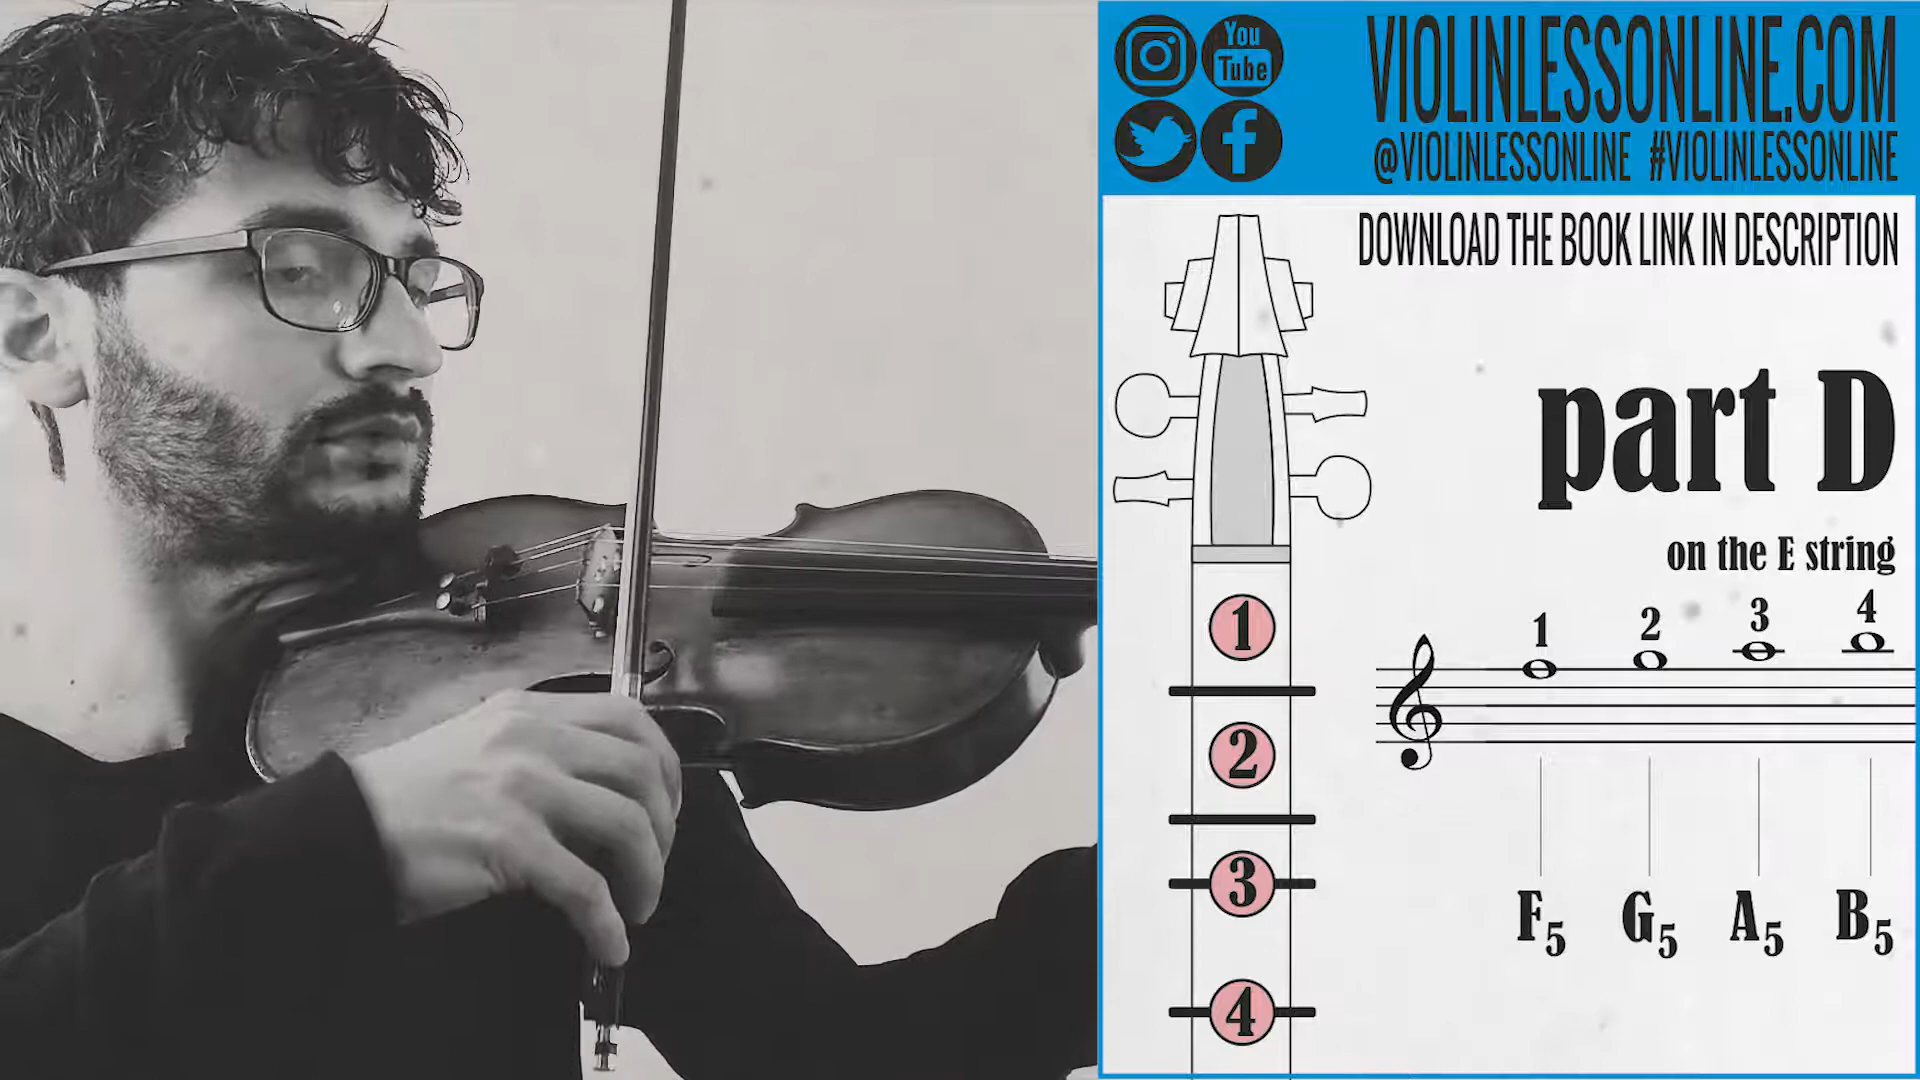 You
Tube
VIOLINLESSONLINE.COM
@VIOLINLESSONLINE #VIOLINLESSONLINE
DOWNLOAD THE BOOK LINK IN DESCRIPTION
part D
on the E string
1 2 3 4
1
2
3
4
F5 G5 A5 B5